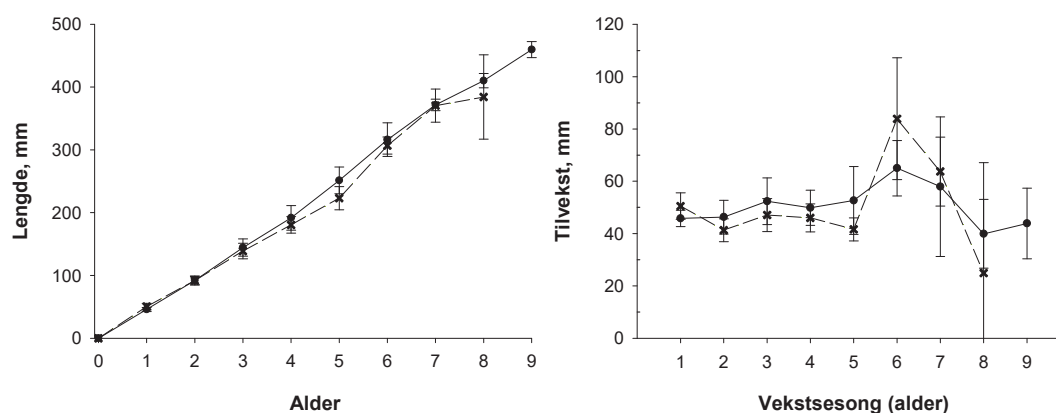 500
400
300
200
100
0
Lengde, mm
0 1 2 3 4 5 6 7 8 9
Alder
120
100
80
60
40
20
0
Tilvekst, mm
1 2 3 4 5 6 7 8 9
Vekstsesong (alder)